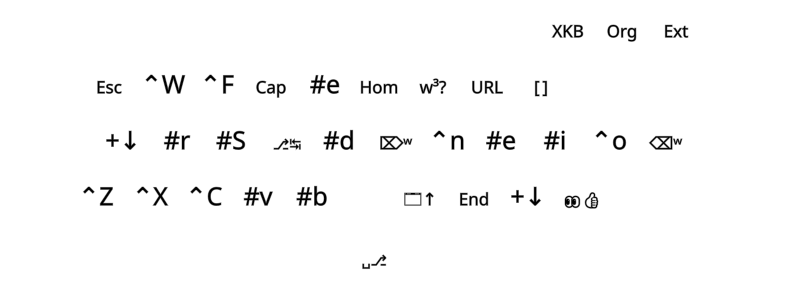 XKB Org Ext
Esc ^W ^F Cap #e Hom w³? URL []
+↓ #r #S ⎇↹ #d ⌦ʷ ^n #e #i ^o ⌫ʷ
^Z ^X ^C #v #b 🗔↑ End +↓ 👀👍
␣⎇